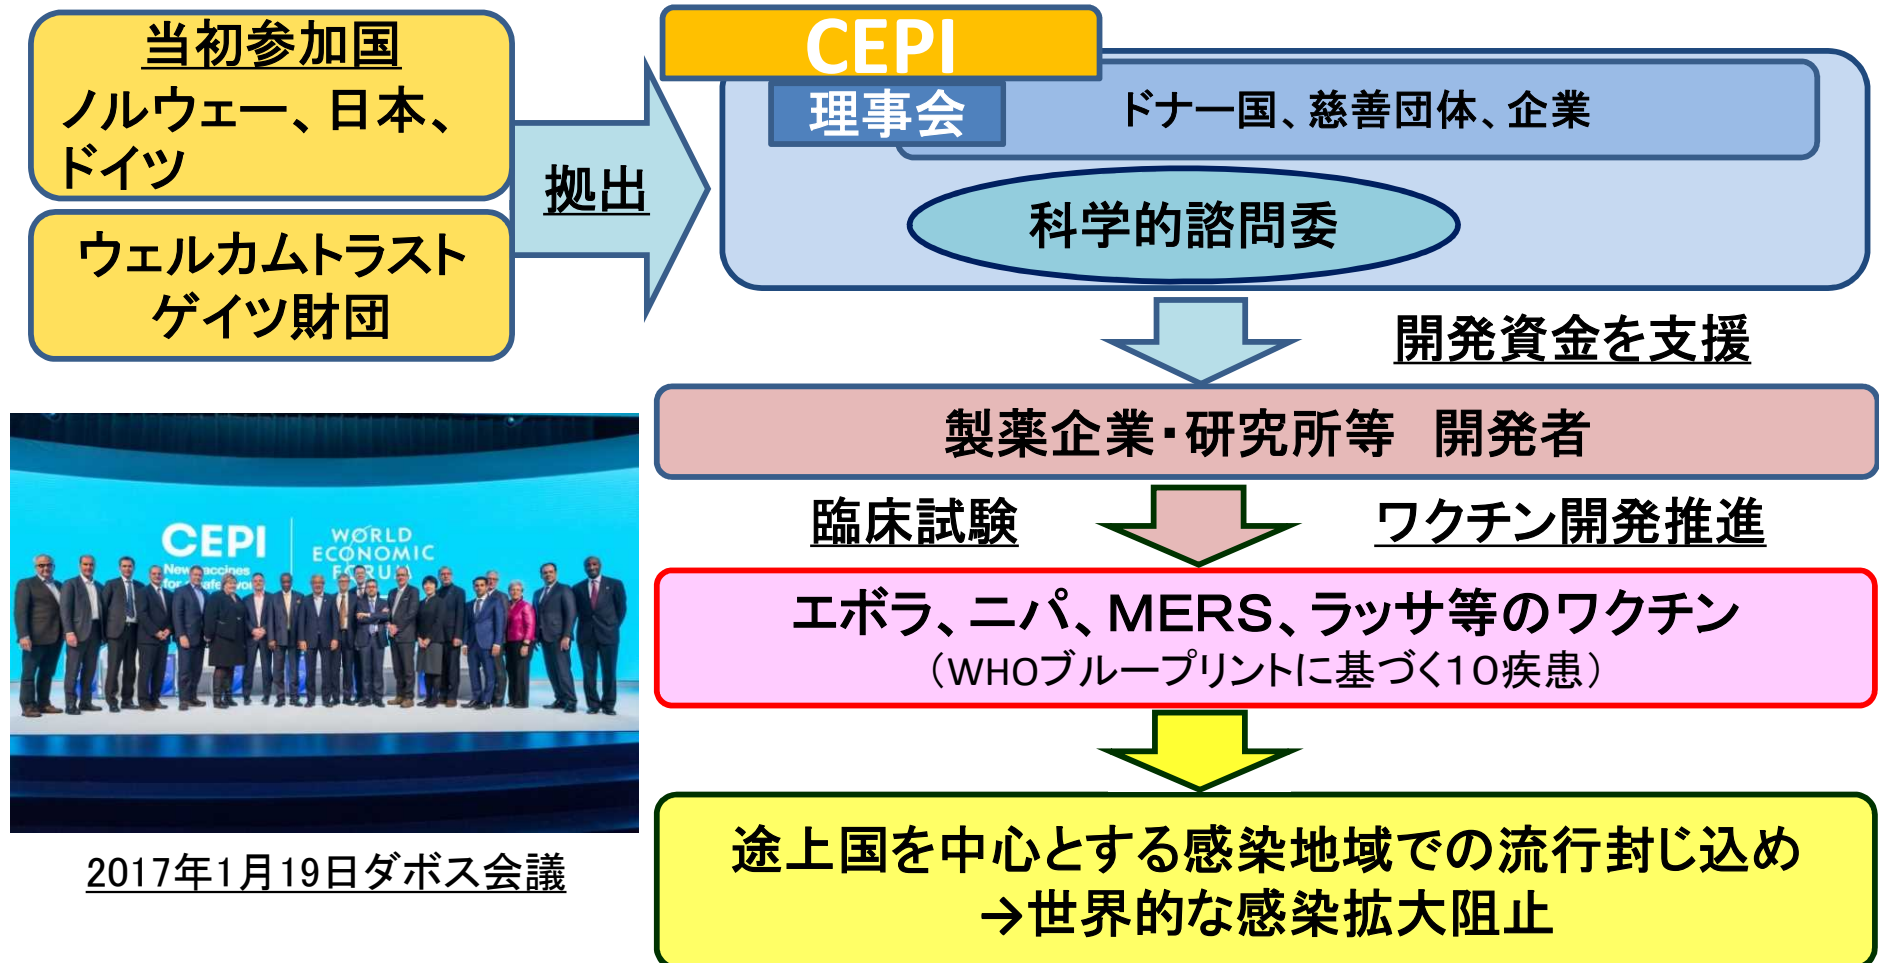 当初参加国
ノルウェー、日本、
ドイツ
ウェルカムトラスト
ゲイツ財団
拠出
CEPI
理事会
ドナー国、慈善団体、企業
科学的諮問委
開発資金を支援
製薬企業・研究所等　開発者
臨床試験
ワクチン開発推進
エボラ、ニパ、MERS、ラッサ等のワクチン
（WHOブループリントに基づく10疾患）
途上国を中心とする感染地域での流行封じ込め
→世界的な感染拡大阻止
CEPI
New vaccines
for a safer
WORLD
ECONOMIC
FORUM
2017年1月19日ダボス会議